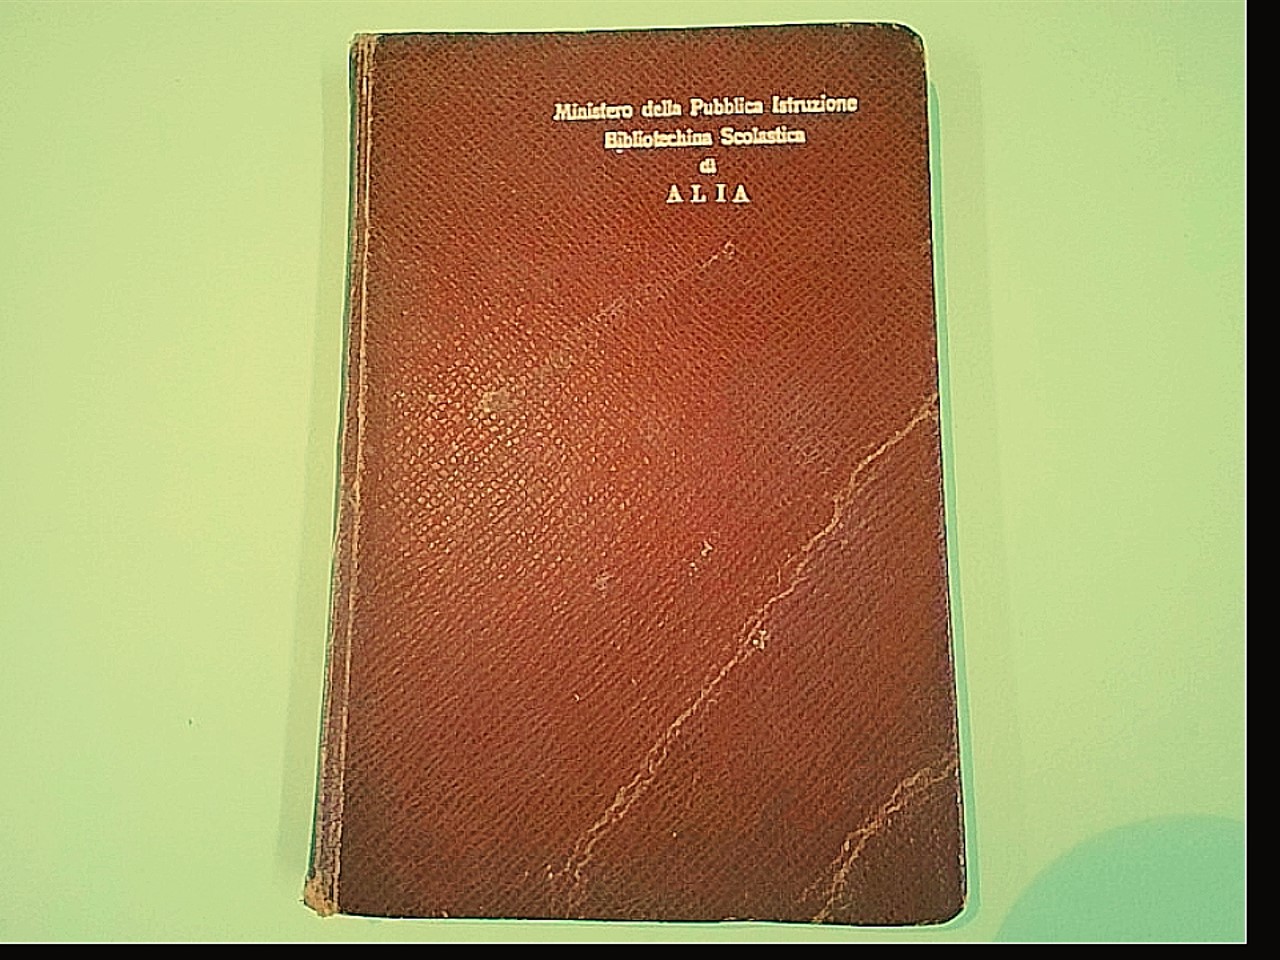 Ministero della Pubblica Istruzione
Bibliotechina Scolastica
di
ALIA